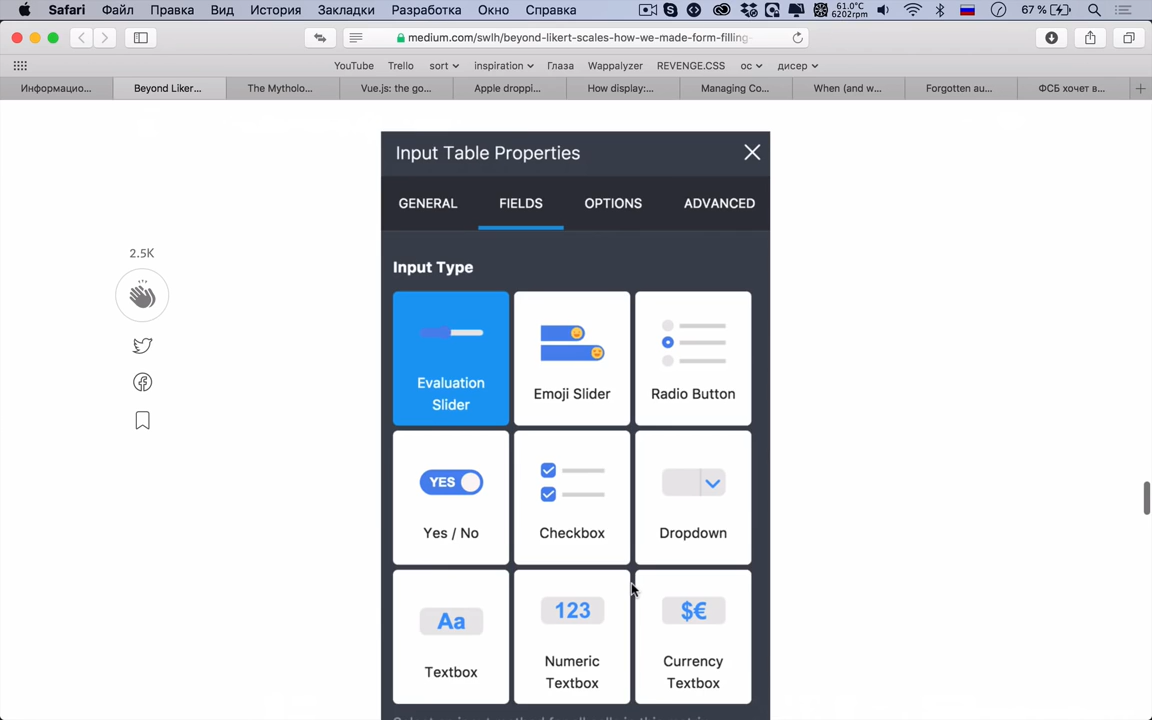 Safari Файл Правка Вид История Закладки Разработка Окно Справка 61.0°C 6202rpm 67 %
medium.com/swlh/beyond-likert-scales-how-we-made-form-filling-
YouTube Trello sort inspiration Глаза Wappalyzer REVENGE.CSS ос дисер
Информацио... Beyond Liker... The Mytholo... Vue.js: the go... Apple droppi... How display:... Managing Co... When (and w... Forgotten au... ФСБ хочет в...
Input Table Properties
GENERAL FIELDS OPTIONS ADVANCED
2.5K
Input Type
Evaluation
Slider
Emoji Slider
Radio Button
YES
Yes / No
Checkbox
Dropdown
Aa
Textbox
123
Numeric
Textbox
$€
Currency
Textbox